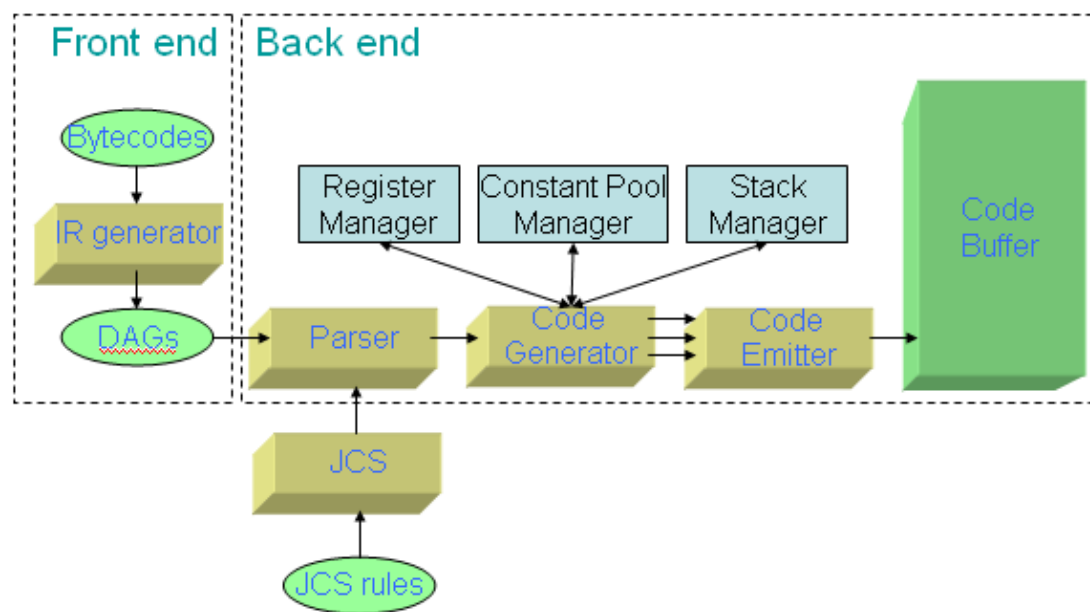 Front end
Back end
Bytecodes
IR generator
DAGs
Register
Manager
Constant Pool
Manager
Stack
Manager
Parser
Code
Generator
Code
Emitter
Code
Buffer
JCS
JCS rules